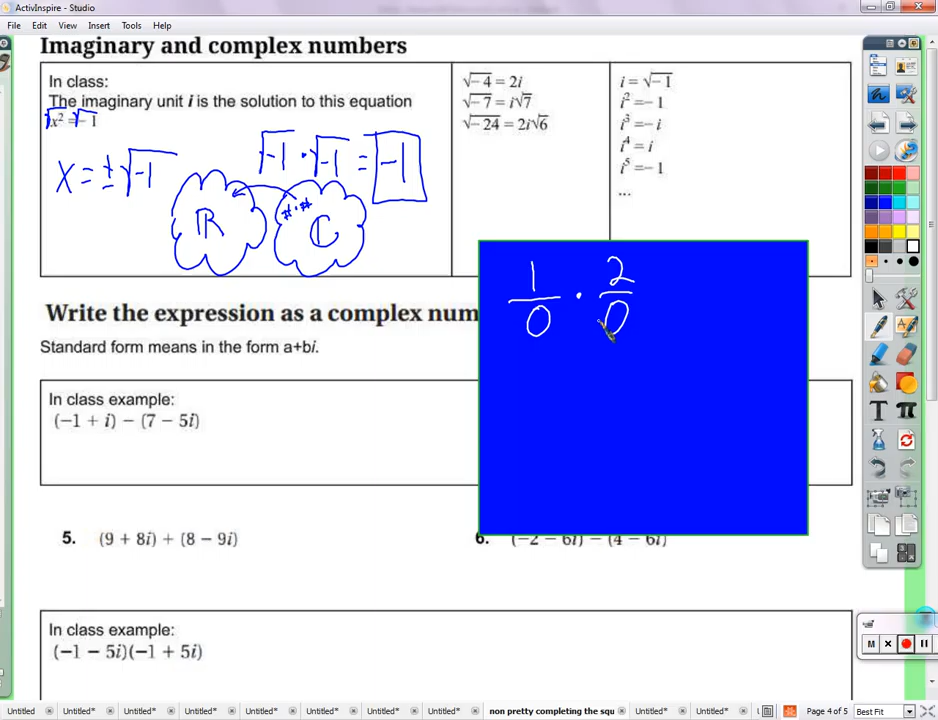 ActivInspire - Studio
File Edit View Insert Tools Help
Imaginary and complex numbers
In class:
The imaginary unit i is the solution to this equation
√x² = √-1
x = ±√-1
√-1 · √-1 = -1
ℝ
#·#
ℂ
√-4 = 2i
√-7 = i√7
√-24 = 2i√6
i = √-1
i² = -1
i³ = -i
i⁴ = i
i⁵ = -1
...
1/0 · 2/0
Write the expression as a complex num
Standard form means in the form a+bi.
In class example:
(-1 + i) - (7 - 5i)
5. (9 + 8i) + (8 - 9i)
6. (-2 - 6i) - (4 - 6i)
In class example:
(-1 - 5i)(-1 + 5i)
T π
M
Untitled Untitled* Untitled* Untitled* Untitled* Untitled* Untitled* non pretty completing the squ Untitled* Untitled* U Page 4 of 5 Best Fit